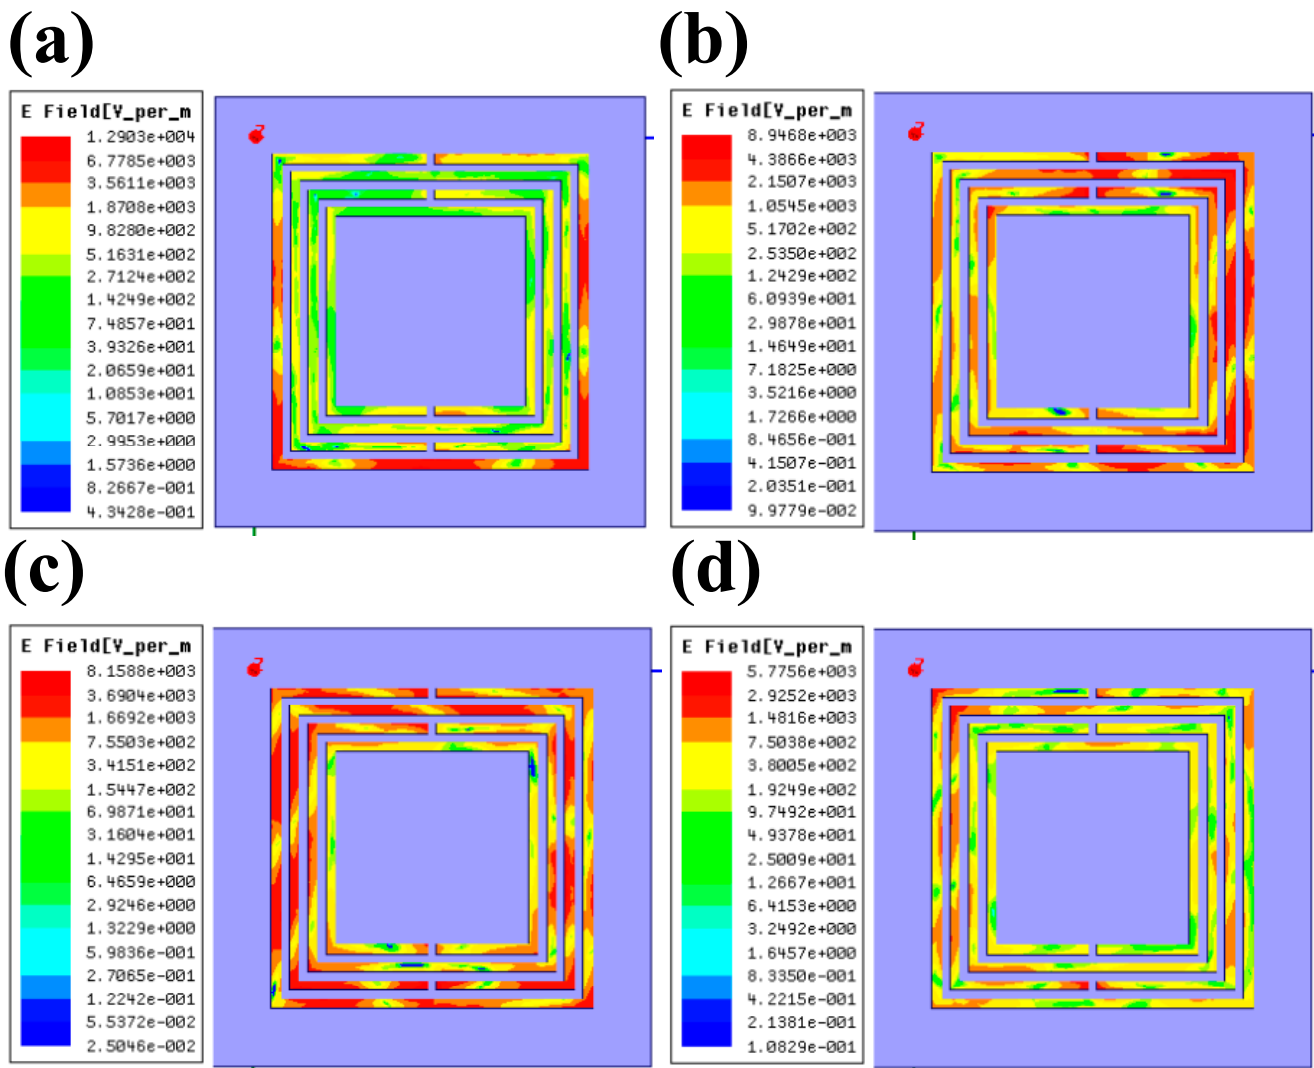 (a)
E Field[V_per_m
1.2903e+004
6.7785e+003
3.5611e+003
1.8708e+003
9.8280e+002
5.1631e+002
2.7124e+002
1.4249e+002
7.4857e+001
3.9326e+001
2.0659e+001
1.0853e+001
5.7017e+000
2.9953e+000
1.5736e+000
8.2667e-001
4.3428e-001
(b)
E Field[V_per_m
8.9468e+003
4.3866e+003
2.1507e+003
1.0545e+003
5.1702e+002
2.5350e+002
1.2429e+002
6.0939e+001
2.9878e+001
1.4649e+001
7.1825e+000
3.5216e+000
1.7266e+000
8.4656e-001
4.1507e-001
2.0351e-001
9.9779e-002
(c)
E Field[V_per_m
8.1588e+003
3.6904e+003
1.6692e+003
7.5503e+002
3.4151e+002
1.5447e+002
6.9871e+001
3.1604e+001
1.4295e+001
6.4659e+000
2.9246e+000
1.3229e+000
5.9836e-001
2.7065e-001
1.2242e-001
5.5372e-002
2.5046e-002
(d)
E Field[V_per_m
5.7756e+003
2.9252e+003
1.4816e+003
7.5038e+002
3.8005e+002
1.9249e+002
9.7492e+001
4.9378e+001
2.5009e+001
1.2667e+001
6.4153e+000
3.2492e+000
1.6457e+000
8.3350e-001
4.2215e-001
2.1381e-001
1.0829e-001